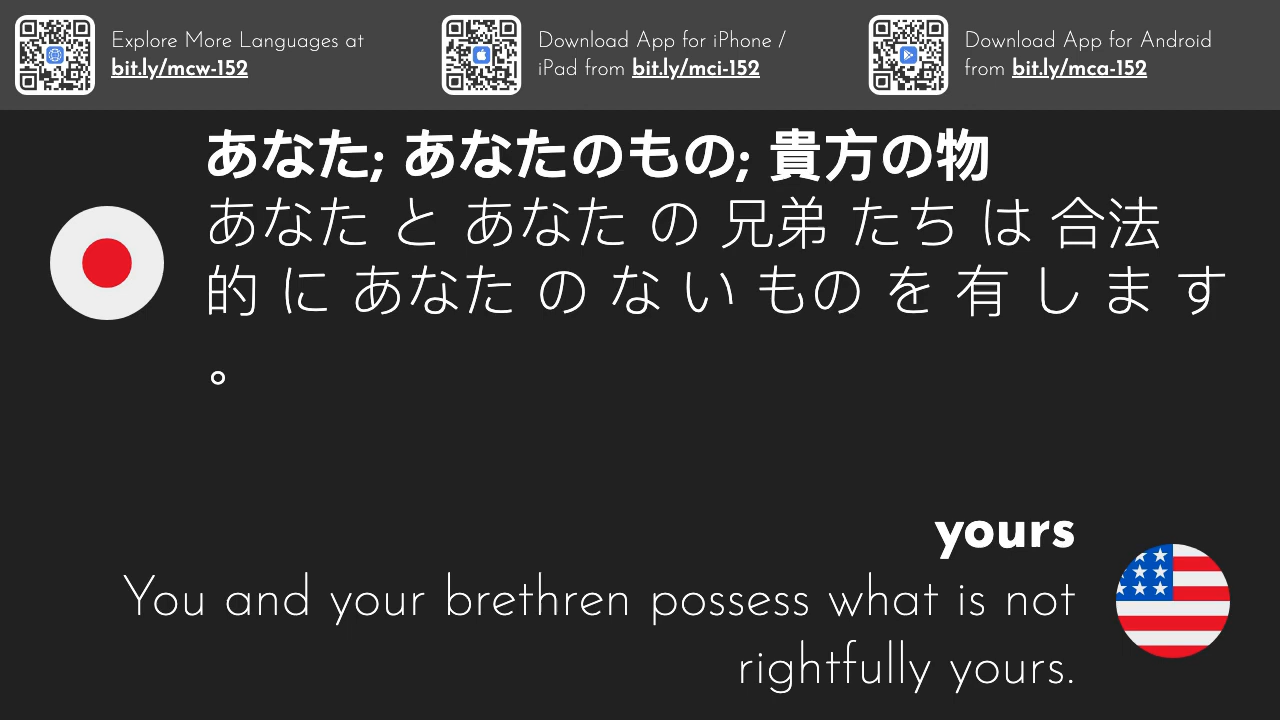 Explore More Languages at
bit.ly/mcw-152
Download App for iPhone /
iPad from bit.ly/mci-152
Download App for Android
from bit.ly/mca-152
あなた; あなたのもの; 貴方の物
あなた と あなた の 兄弟 たち は 合法
的 に あなた の な い もの を 有 し ま す
。
yours
You and your brethren possess what is not
rightfully yours.